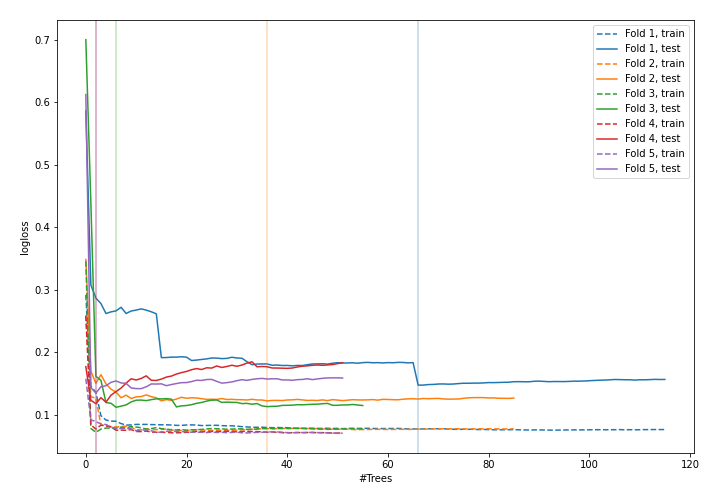 0.7
0.6
0.5
0.4
0.3
0.2
0.1
logloss
0
20
40
60
80
100
120
#Trees
Fold 1, train
Fold 1, test
Fold 2, train
Fold 2, test
Fold 3, train
Fold 3, test
Fold 4, train
Fold 4, test
Fold 5, train
Fold 5, test